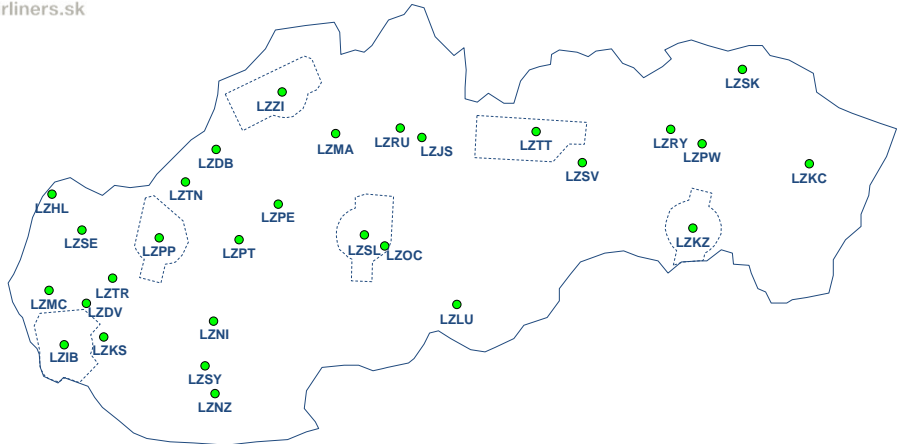 rliners.sk
LZSK
LZZI
LZMA
LZRU
LZJS
LZTT
LZRY
LZPW
LZDB
LZSV
LZKC
LZTN
LZHL
LZPE
LZSE
LZPP
LZPT
LZSL
LZOC
LZKZ
LZTR
LZMC
LZDV
LZLU
LZNI
LZKS
LZIB
LZSY
LZNZ